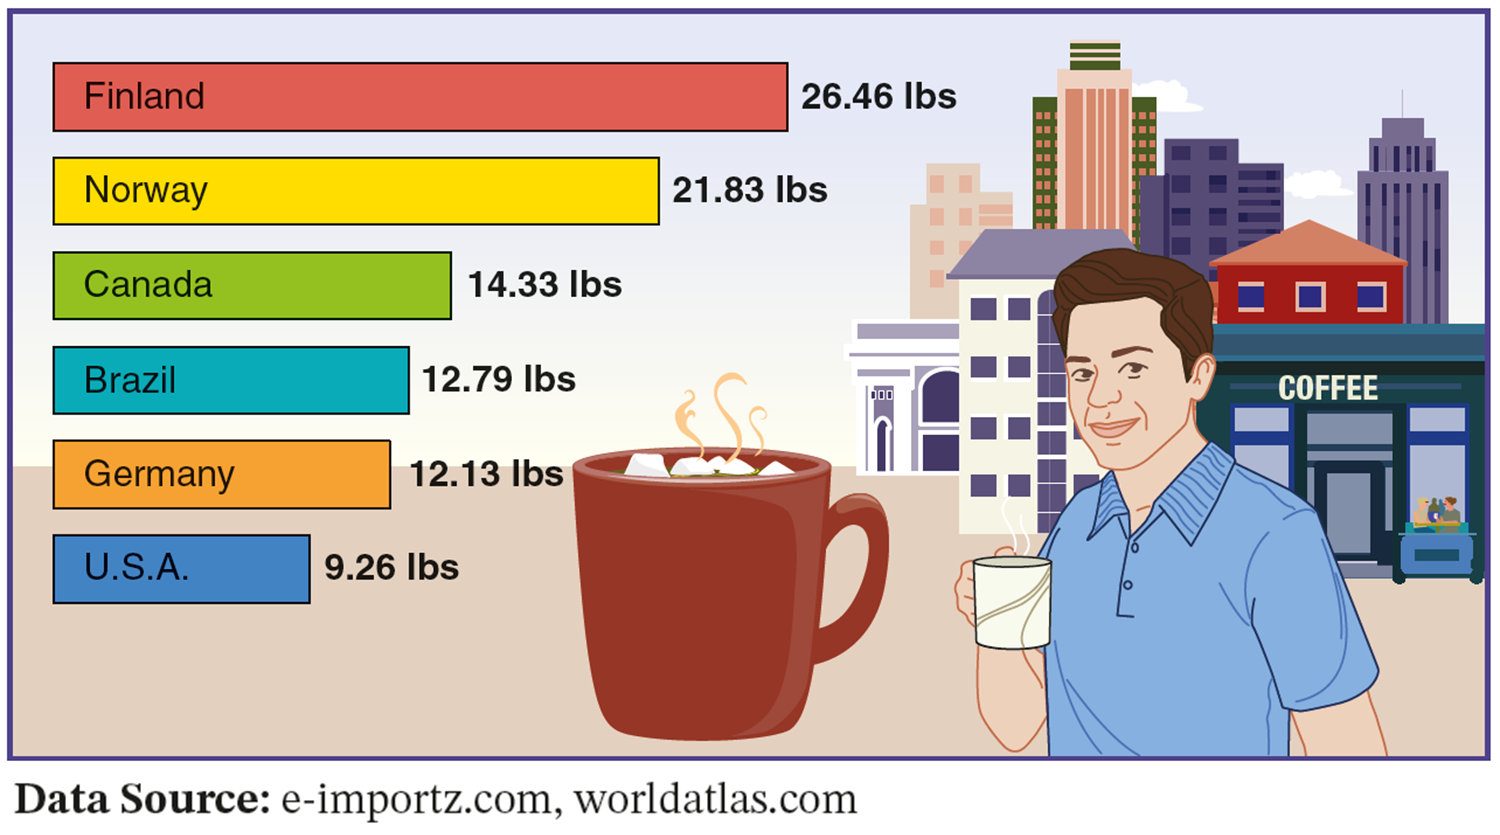 Finland 26.46 lbs
Norway 21.83 lbs
Canada 14.33 lbs
Brazil 12.79 lbs
Germany 12.13 lbs
U.S.A. 9.26 lbs
COFFEE
Data Source: e-importz.com, worldatlas.com